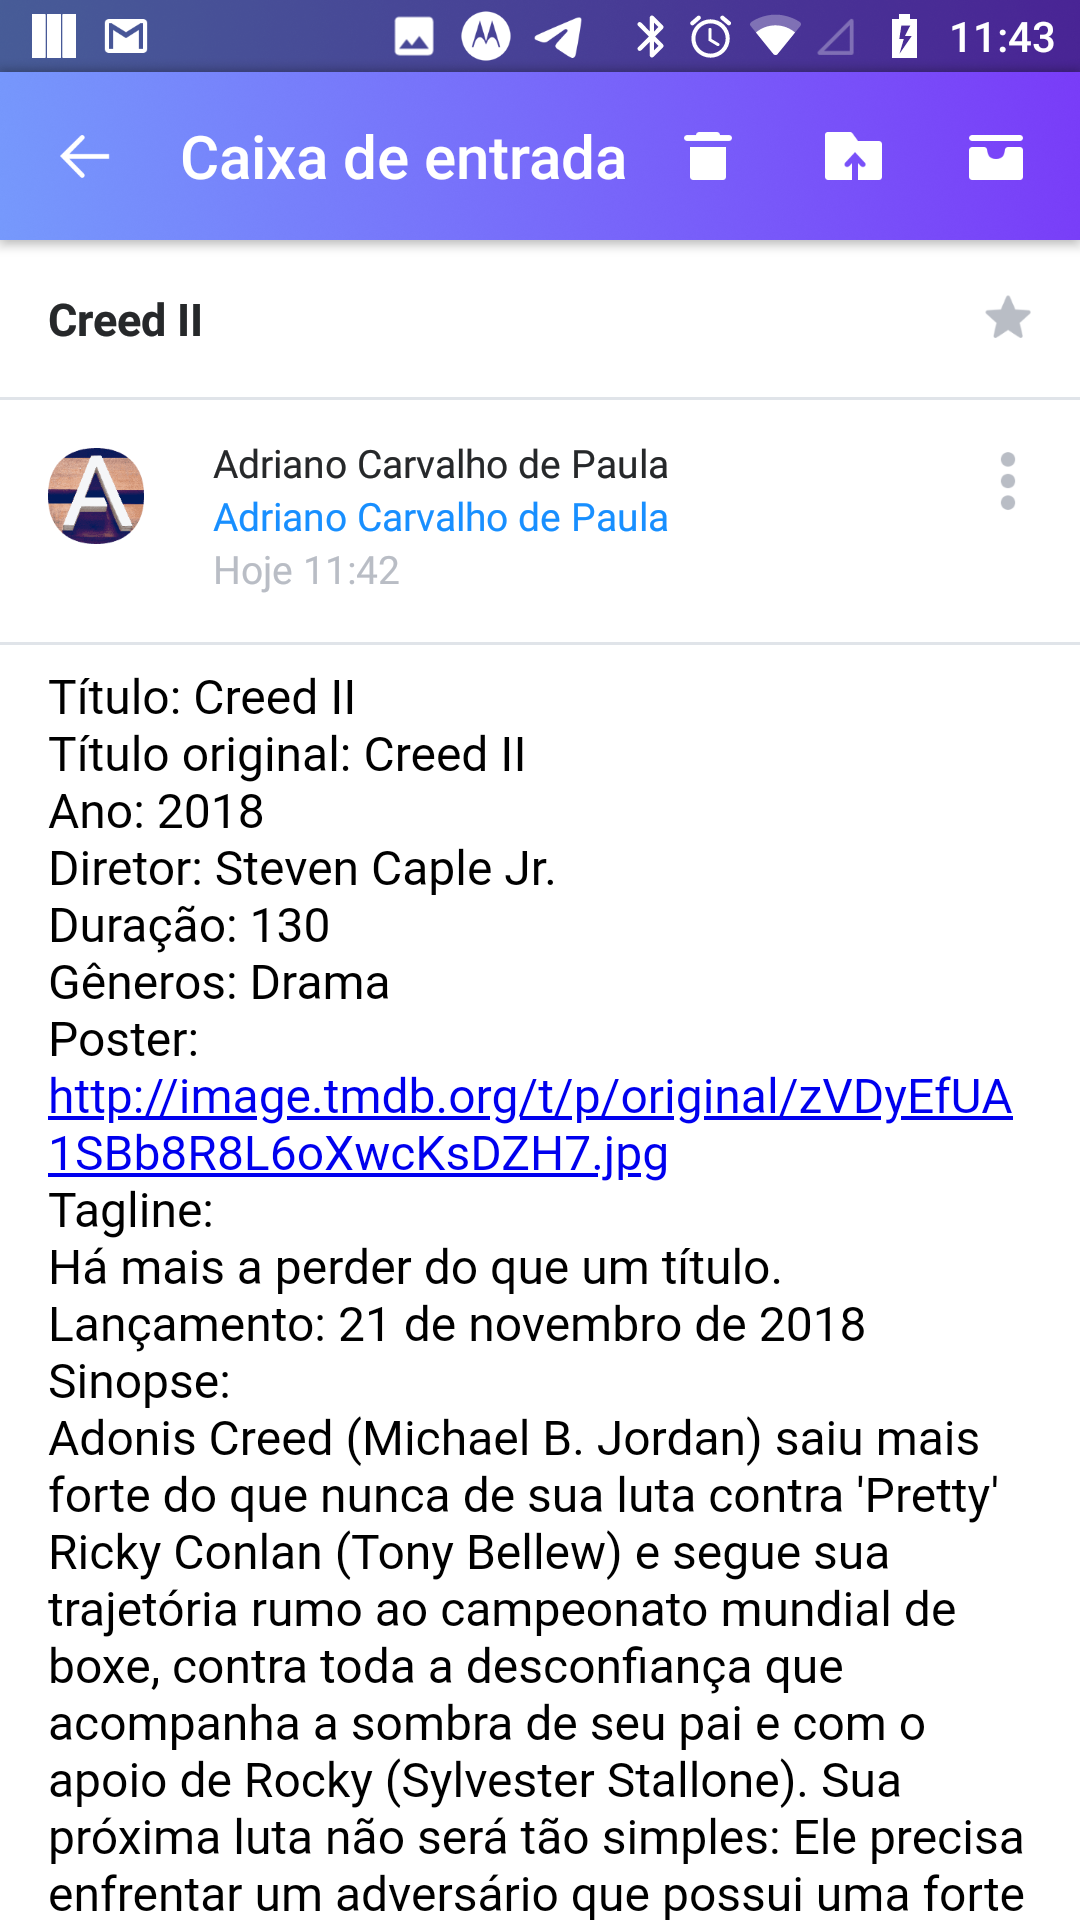 11:43
Caixa de entrada
Creed II
Adriano Carvalho de Paula
Adriano Carvalho de Paula
Hoje 11:42
Título: Creed II
Título original: Creed II
Ano: 2018
Diretor: Steven Caple Jr.
Duração: 130
Gêneros: Drama
Poster:
http://image.tmdb.org/t/p/original/zVDyEfUA
1SBb8R8L6oXwcKsDZH7.jpg
Tagline:
Há mais a perder do que um título.
Lançamento: 21 de novembro de 2018
Sinopse:
Adonis Creed (Michael B. Jordan) saiu mais
forte do que nunca de sua luta contra 'Pretty'
Ricky Conlan (Tony Bellew) e segue sua
trajetória rumo ao campeonato mundial de
boxe, contra toda a desconfiança que
acompanha a sombra de seu pai e com o
apoio de Rocky (Sylvester Stallone). Sua
próxima luta não será tão simples: Ele precisa
enfrentar um adversário que possui uma forte